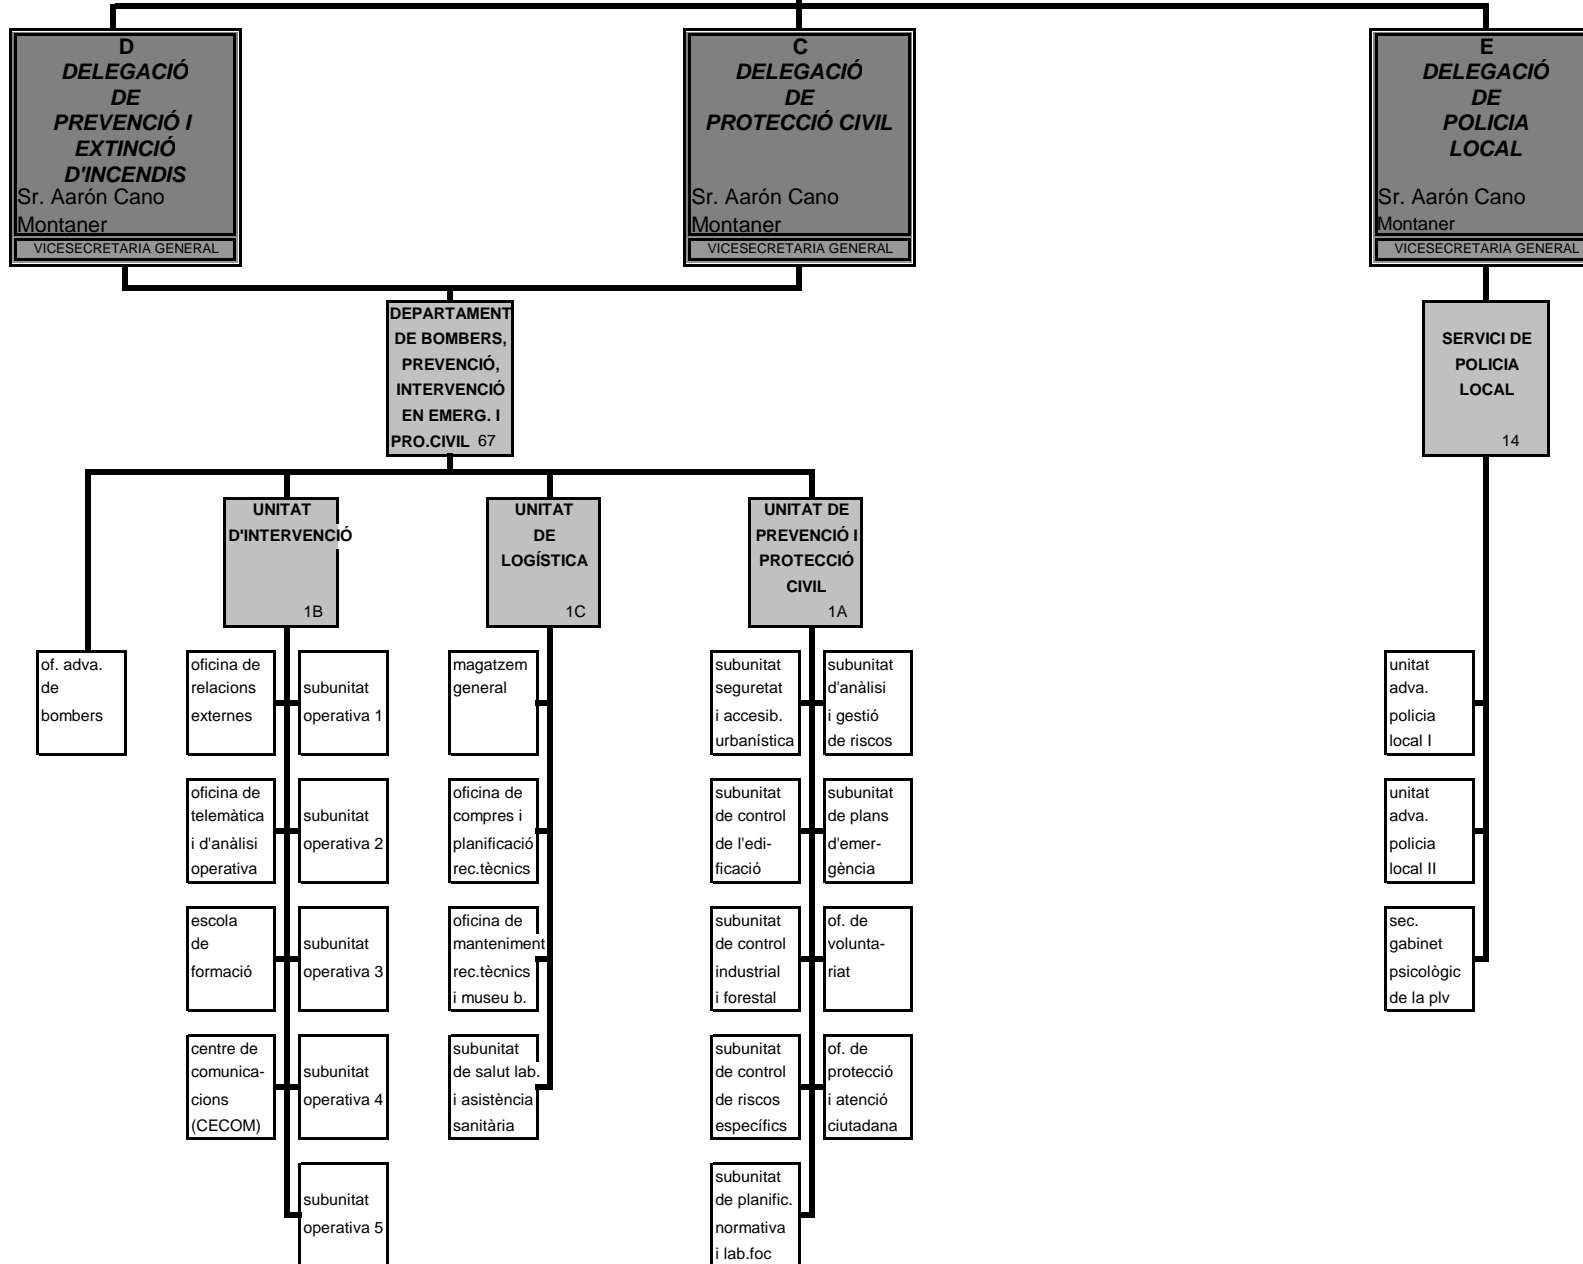 D
DELEGACIÓ
DE
PREVENCIÓ I
EXTINCIÓ
D'INCENDIS
Sr. Aarón Cano
Montaner
VICESECRETARIA GENERAL
C
DELEGACIÓ
DE
PROTECCIÓ CIVIL
Sr. Aarón Cano
Montaner
VICESECRETARIA GENERAL
E
DELEGACIÓ
DE
POLICIA
LOCAL
Sr. Aarón Cano
Montaner
VICESECRETARIA GENERAL
DEPARTAMENT
DE BOMBERS,
PREVENCIÓ,
INTERVENCIÓ
EN EMERG. I
PRO.CIVIL 67
SERVICI DE
POLICIA
LOCAL
14
UNITAT
D'INTERVENCIÓ
1B
UNITAT
DE
LOGÍSTICA
1C
UNITAT DE
PREVENCIÓ I
PROTECCIÓ
CIVIL
1A
of. adva.
de
bombers
oficina de
relacions
externes
subunitat
operativa 1
magatzem
general
subunitat
seguretat
i accesib.
urbanística
subunitat
d'anàlisi
i gestió
de riscos
unitat
adva.
policia
local I
oficina de
telemàtica
i d'anàlisi
operativa
subunitat
operativa 2
oficina de
compres i
planificació
rec.tècnics
subunitat
de control
de l'edi-
ficació
subunitat
de plans
d'emer-
gència
unitat
adva.
policia
local II
escola
de
formació
subunitat
operativa 3
oficina de
manteniment
rec.tècnics
i museu b.
subunitat
de control
industrial
i forestal
of. de
volunta-
riat
sec.
gabinet
psicològic
de la plv
centre de
comunica-
cions
(CECOM)
subunitat
operativa 4
subunitat
de salut lab.
i asistència
sanitària
subunitat
de control
de riscos
específics
of. de
protecció
i atenció
ciutadana
subunitat
operativa 5
subunitat
de planific.
normativa
i lab.foc